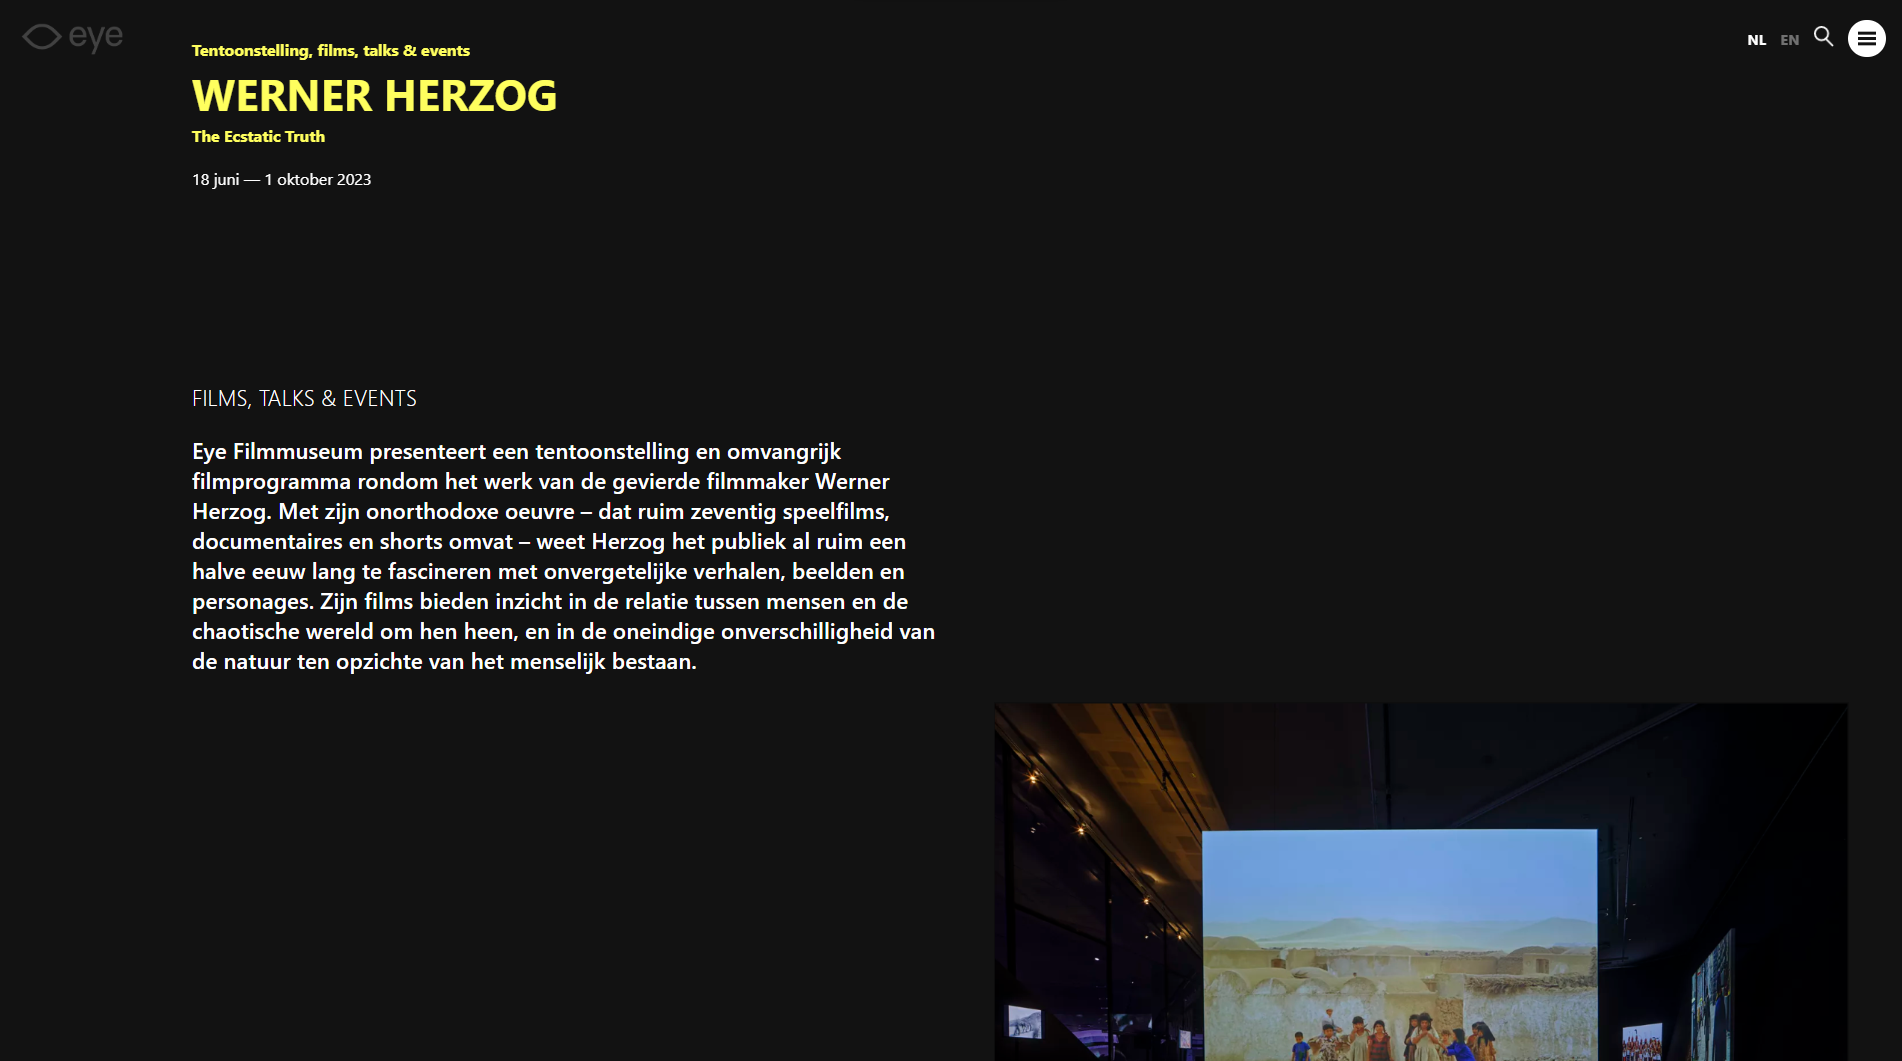 eye
NL EN
Tentoonstelling, films, talks & events
WERNER HERZOG
The Ecstatic Truth
18 juni — 1 oktober 2023
FILMS, TALKS & EVENTS
Eye Filmmuseum presenteert een tentoonstelling en omvangrijk
filmprogramma rondom het werk van de gevierde filmmaker Werner
Herzog. Met zijn onorthodoxe oeuvre – dat ruim zeventig speelfilms,
documentaires en shorts omvat – weet Herzog het publiek al ruim een
halve eeuw lang te fascineren met onvergetelijke verhalen, beelden en
personages. Zijn films bieden inzicht in de relatie tussen mensen en de
chaotische wereld om hen heen, en in de oneindige onverschilligheid van
de natuur ten opzichte van het menselijk bestaan.